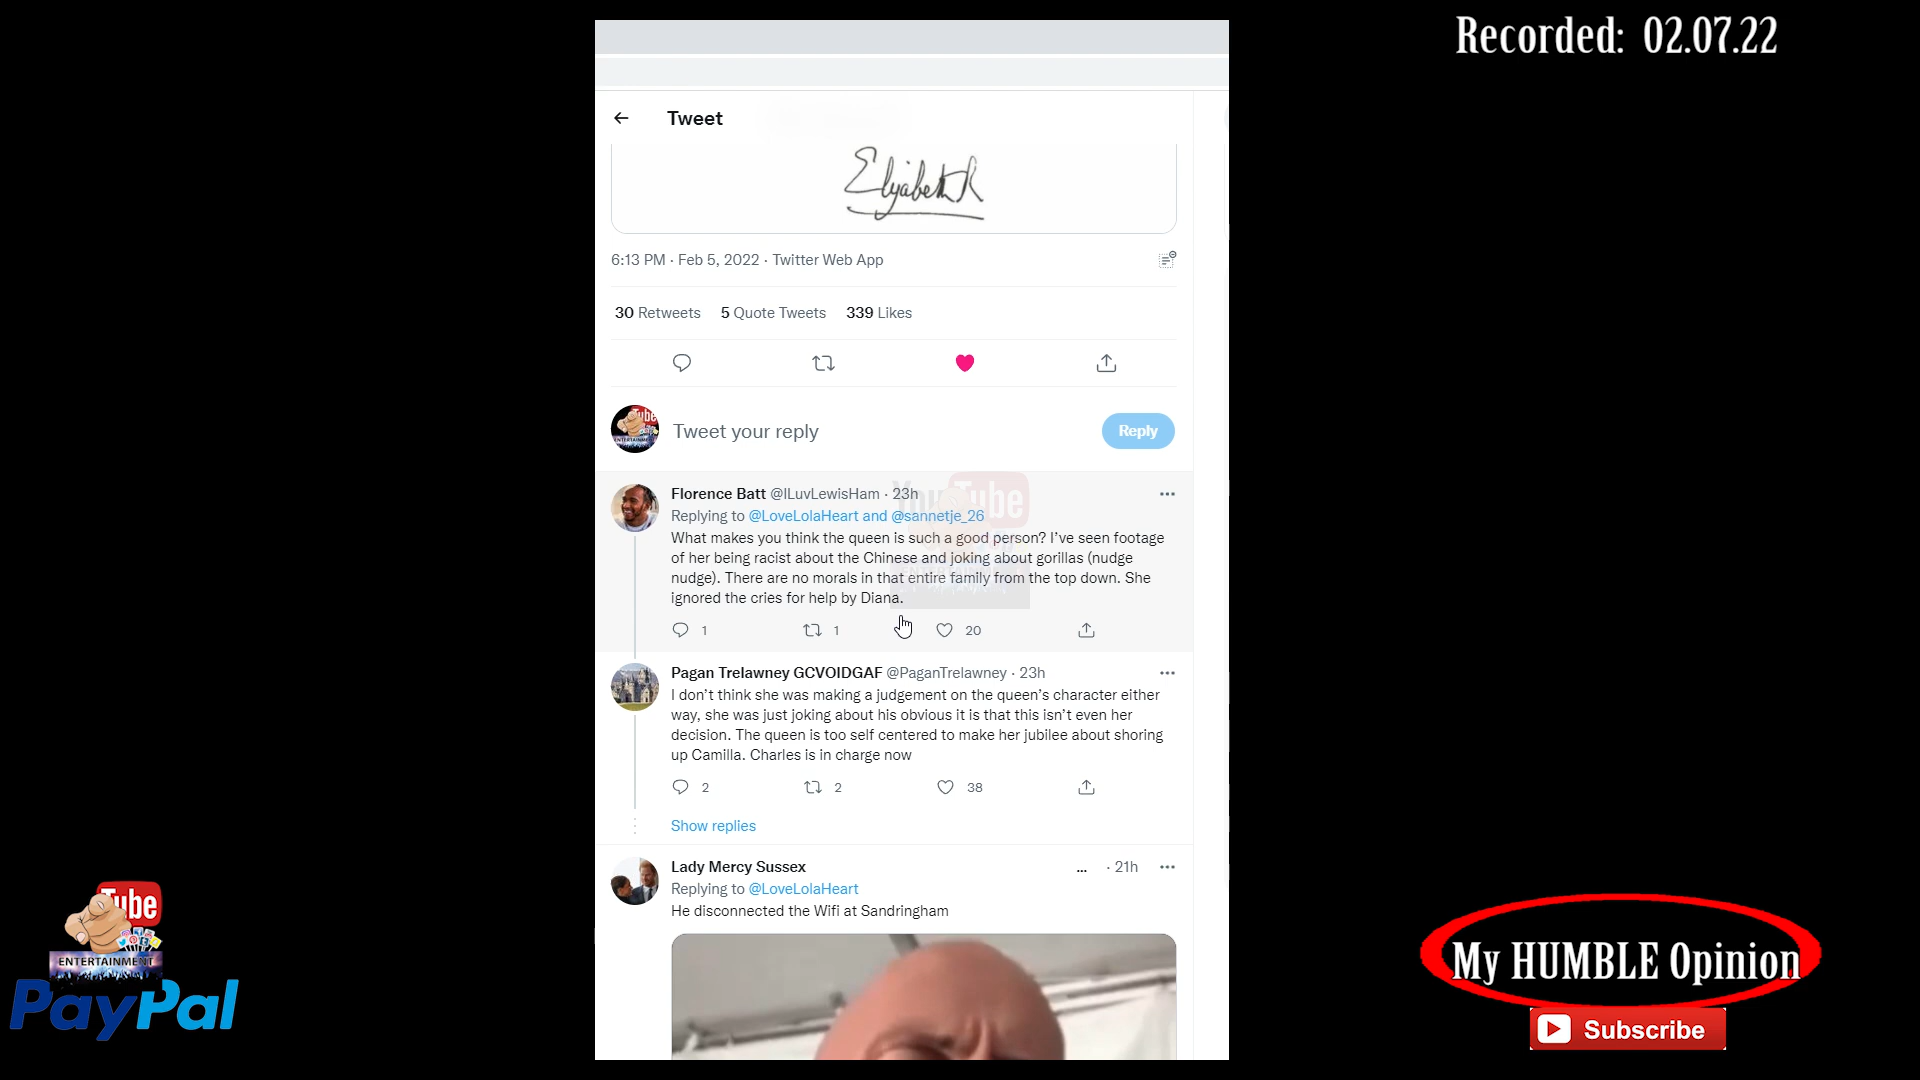 Recorded: 02.07.22
Tweet
Elizabeth R
6:13 PM · Feb 5, 2022 · Twitter Web App
30 Retweets 5 Quote Tweets 339 Likes
Tweet your reply
Reply
Florence Batt @ILuvLewisHam · 23h
Replying to @LoveLolaHeart and @sannetje_26
What makes you think the queen is such a good person? I've seen footage
of her being racist about the Chinese and joking about gorillas (nudge
nudge). There are no morals in that entire family from the top down. She
ignored the cries for help by Diana.
1 1 20
Pagan Trelawney GCVOIDGAF @PaganTrelawney · 23h
I don't think she was making a judgement on the queen's character either
way, she was just joking about his obvious it is that this isn't even her
decision. The queen is too self centered to make her jubilee about shoring
up Camilla. Charles is in charge now
2 2 38
Show replies
Lady Mercy Sussex ... · 21h
Replying to @LoveLolaHeart
He disconnected the Wifi at Sandringham
Tube
ENTERTAINMENT
PayPal
My HUMBLE Opinion
Subscribe